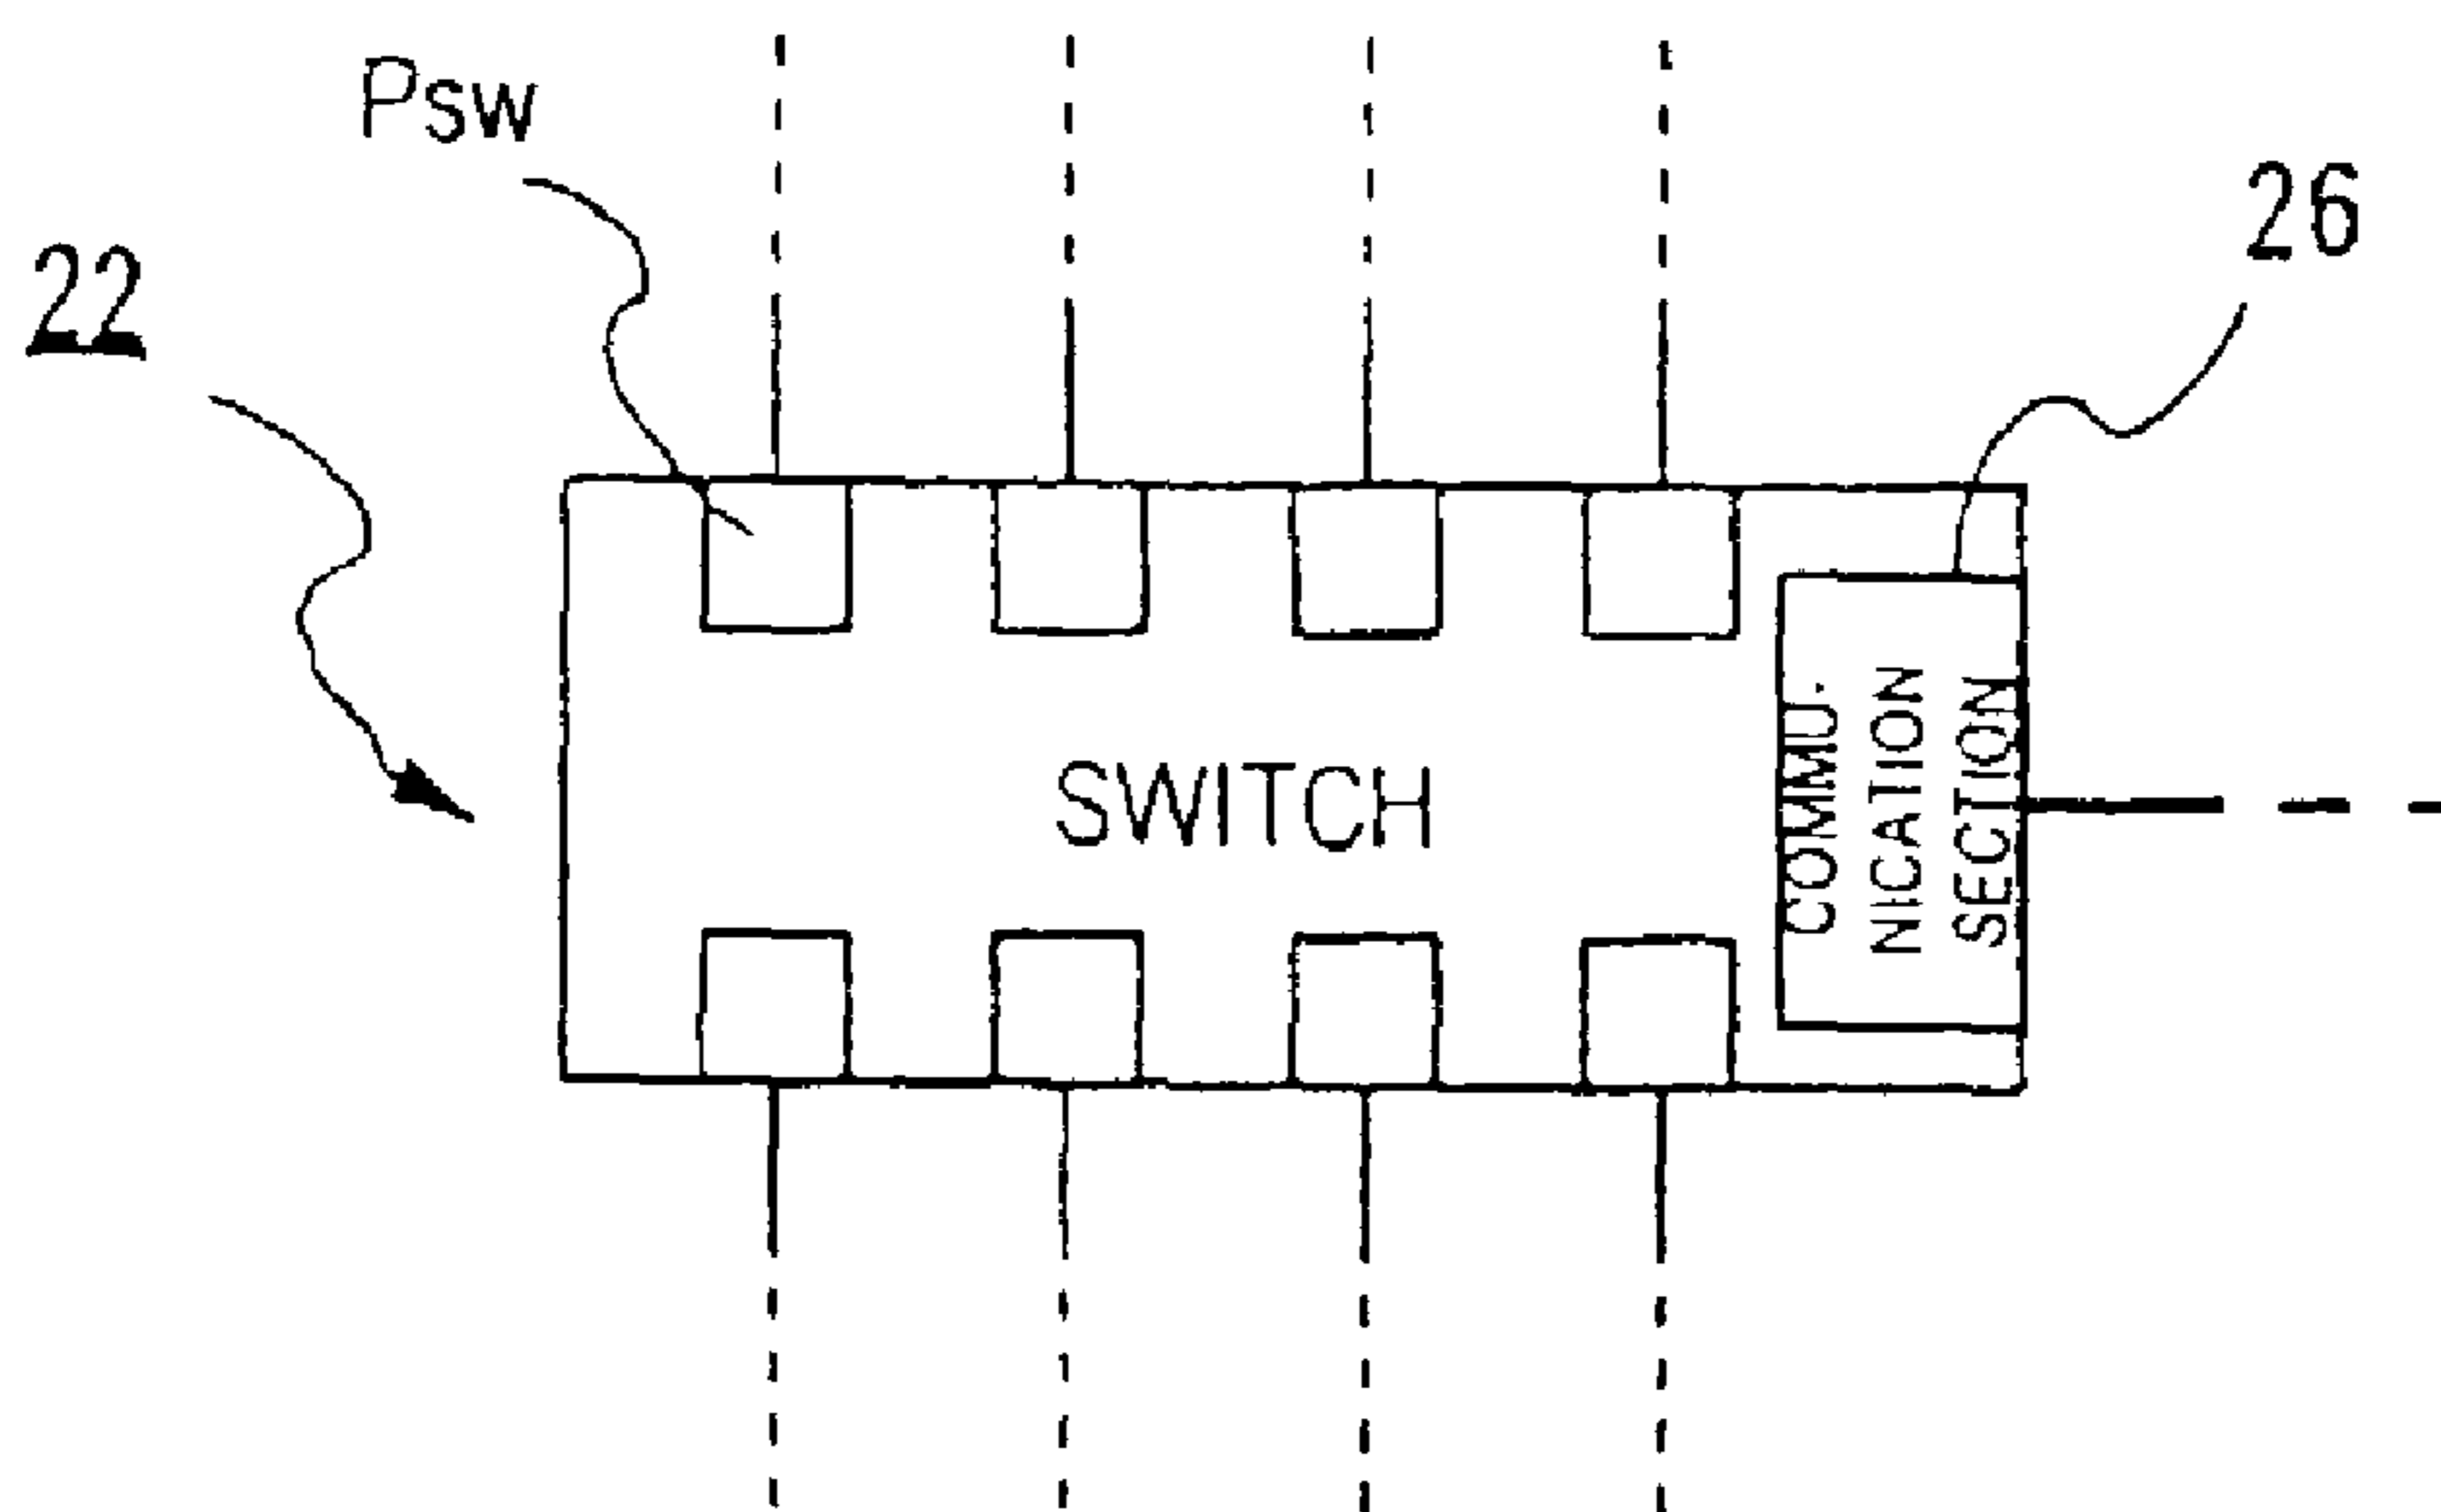 Psw
26
22
SWITCH
COMMU-
NICATION
SECTION